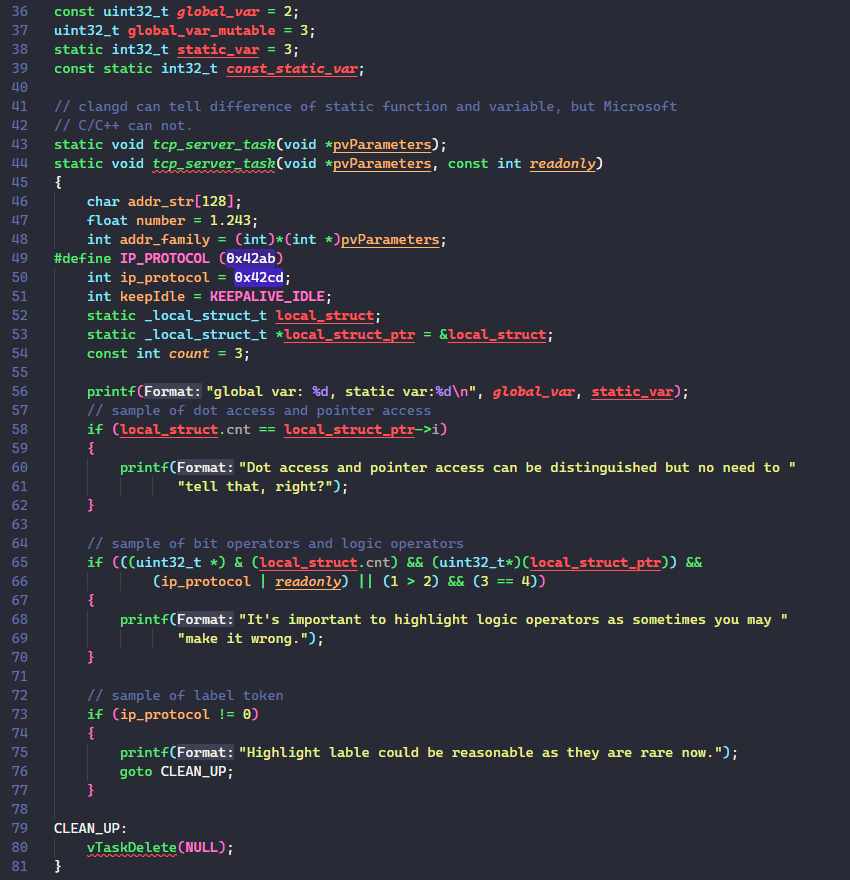 36 const uint32_t global_var = 2;
37 uint32_t global_var_mutable = 3;
38 static int32_t static_var = 3;
39 const static int32_t const_static_var;
40
41 // clangd can tell difference of static function and variable, but Microsoft
42 // C/C++ can not.
43 static void tcp_server_task(void *pvParameters);
44 static void tcp_server_task(void *pvParameters, const int readonly)
45 {
46     char addr_str[128];
47     float number = 1.243;
48     int addr_family = (int)*(int *)pvParameters;
49 #define IP_PROTOCOL (0x42ab)
50     int ip_protocol = 0x42cd;
51     int keepIdle = KEEPALIVE_IDLE;
52     static _local_struct_t local_struct;
53     static _local_struct_t *local_struct_ptr = &local_struct;
54     const int count = 3;
55
56     printf(Format: "global var: %d, static var:%d\n", global_var, static_var);
57     // sample of dot access and pointer access
58     if (local_struct.cnt == local_struct_ptr->i)
59     {
60         printf(Format: "Dot access and pointer access can be distinguished but no need to "
61                "tell that, right?");
62     }
63
64     // sample of bit operators and logic operators
65     if (((uint32_t *) & (local_struct.cnt) && (uint32_t*)(local_struct_ptr)) &&
66             (ip_protocol | readonly) || (1 > 2) && (3 == 4))
67     {
68         printf(Format: "It's important to highlight logic operators as sometimes you may "
69                "make it wrong.");
70     }
71
72     // sample of label token
73     if (ip_protocol != 0)
74     {
75         printf(Format: "Highlight lable could be reasonable as they are rare now.");
76         goto CLEAN_UP;
77     }
78
79 CLEAN_UP:
80     vTaskDelete(NULL);
81 }